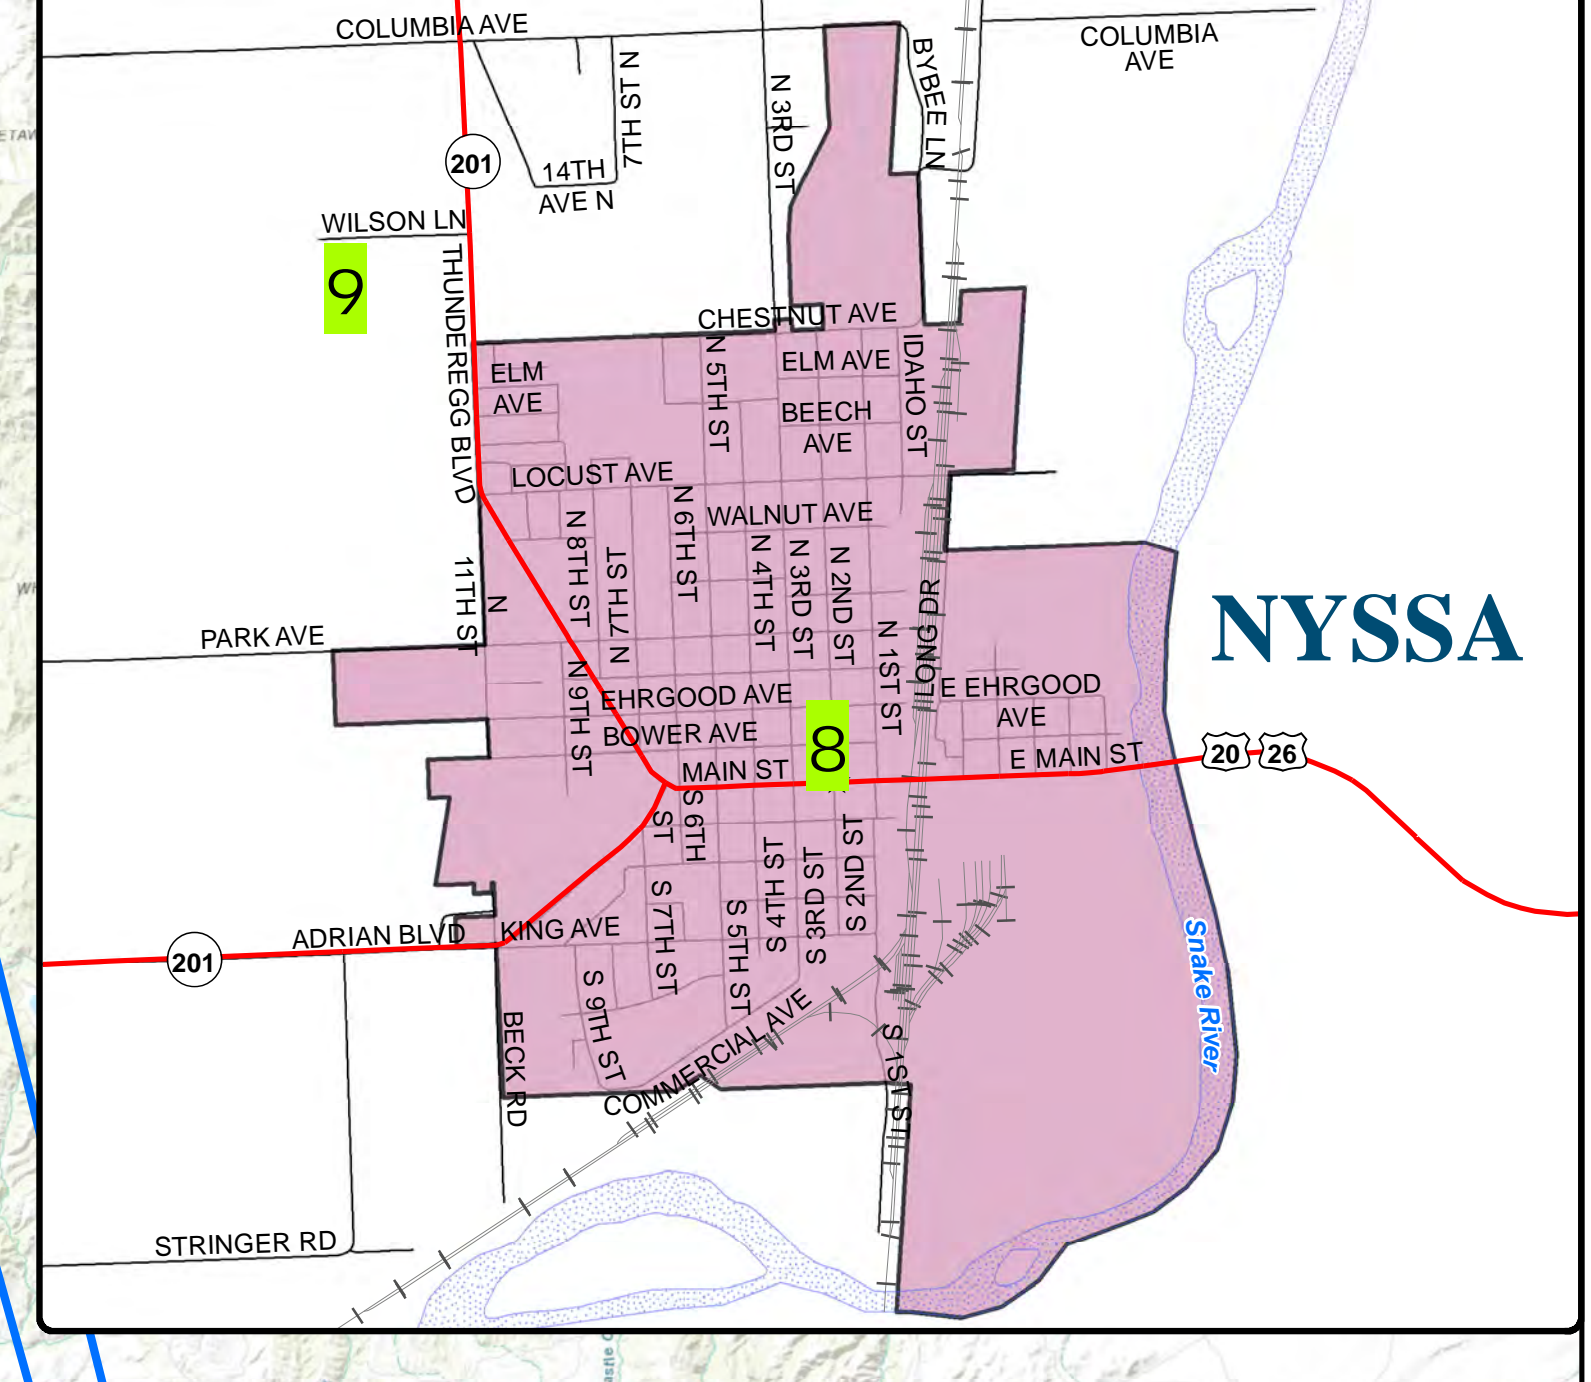 COLUMBIA AVE
COLUMBIA
AVE
BYBEE LN
7TH ST N
N 3RD ST
201
14TH
AVE N
WILSON LN
9
THUNDEREGG BLVD
CHESTNUT AVE
ELM
AVE
N 5TH ST
ELM AVE
IDAHO ST
BEECH
AVE
LOCUST AVE
N 6TH ST
WALNUT AVE
N 8TH ST
N 7TH ST
N 4TH ST
N 3RD ST
N 2ND ST
11TH ST
N
LONG DR
NYSSA
PARK AVE
N 1ST ST
N 9TH ST
EHRGOOD AVE
E EHRGOOD
AVE
BOWER AVE
8
MAIN ST
E MAIN ST
20
26
ST
S 6TH
S 4TH ST
S 3RD ST
S 2ND ST
S 7TH ST
S 5TH ST
KING AVE
ADRIAN BLVD
201
Snake River
S 9TH ST
BECK RD
COMMERCIAL AVE
S 1ST ST
STRINGER RD